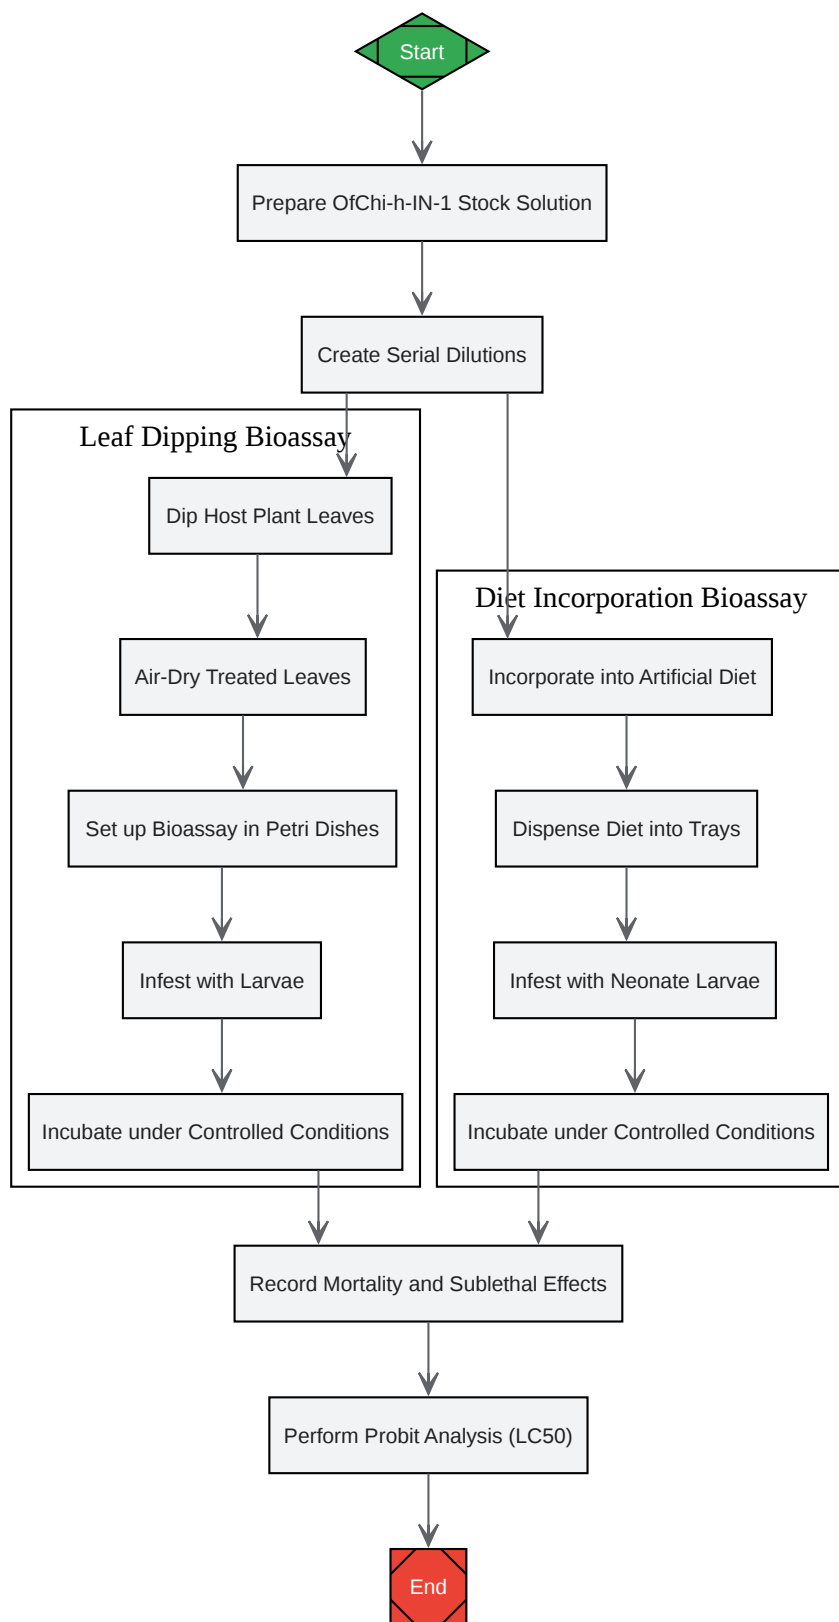 Start
Prepare OfChi-h-IN-1 Stock Solution
Create Serial Dilutions
Leaf Dipping Bioassay
Dip Host Plant Leaves
Air-Dry Treated Leaves
Set up Bioassay in Petri Dishes
Infest with Larvae
Incubate under Controlled Conditions
Diet Incorporation Bioassay
Incorporate into Artificial Diet
Dispense Diet into Trays
Infest with Neonate Larvae
Incubate under Controlled Conditions
Record Mortality and Sublethal Effects
Perform Probit Analysis (LC50)
End